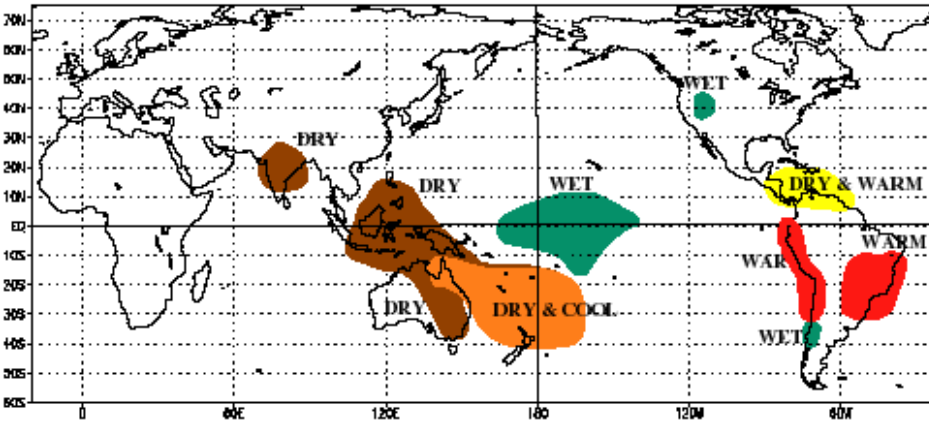 70N
60N
50N
WET
40N
30N
DRY
20N
DRY
WET
DRY & WARM
10N
EQ
WARM
10S
WAR
20S
DRY
DRY & COOL
30S
WET
40S
50S
60S
0
60E
120E
180
120W
60W